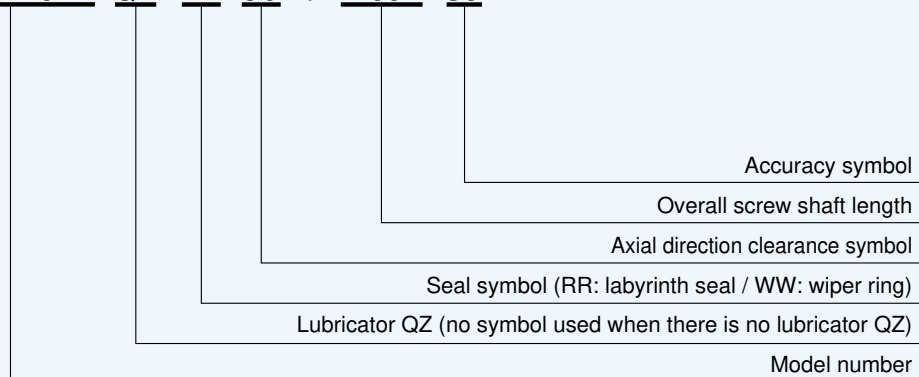 Accuracy symbol
Overall screw shaft length
Axial direction clearance symbol
Seal symbol (RR: labyrinth seal / WW: wiper ring)
Lubricator QZ (no symbol used when there is no lubricator QZ)
Model number